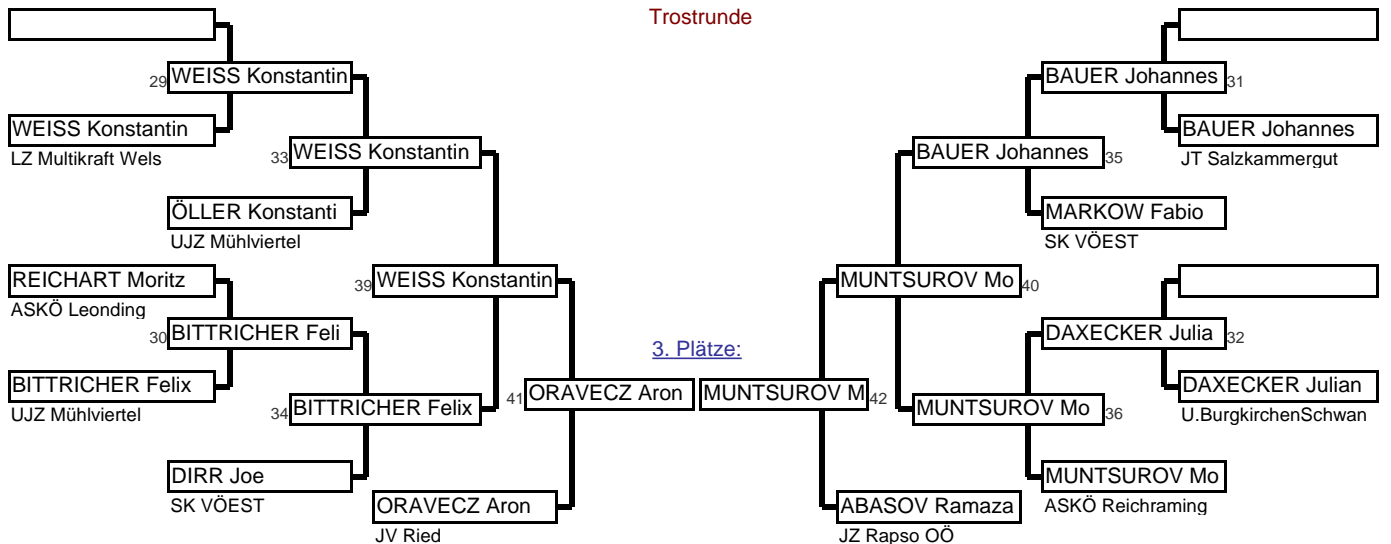 Trostrunde
29 WEISS Konstantin
WEISS Konstantin
LZ Multikraft Wels
33 WEISS Konstantin
ÖLLER Konstanti
UJZ Mühlviertel
39 WEISS Konstantin
REICHART Moritz
ASKÖ Leonding
30 BITTRICHER Feli
BITTRICHER Felix
UJZ Mühlviertel
34 BITTRICHER Felix
DIRR Joe
SK VÖEST
41 ORAVECZ Aron
ORAVECZ Aron
JV Ried
3. Plätze:
BAUER Johannes 31
BAUER Johannes
JT Salzkammergut
BAUER Johannes 35
MARKOW Fabio
SK VÖEST
MUNTSUROV Mo 40
DAXECKER Julia 32
DAXECKER Julian
U.BurgkirchenSchwan
MUNTSUROV Mo 36
MUNTSUROV Mo
ASKÖ Reichraming
MUNTSUROV M 42
ABASOV Ramaza
JZ Rapso OÖ